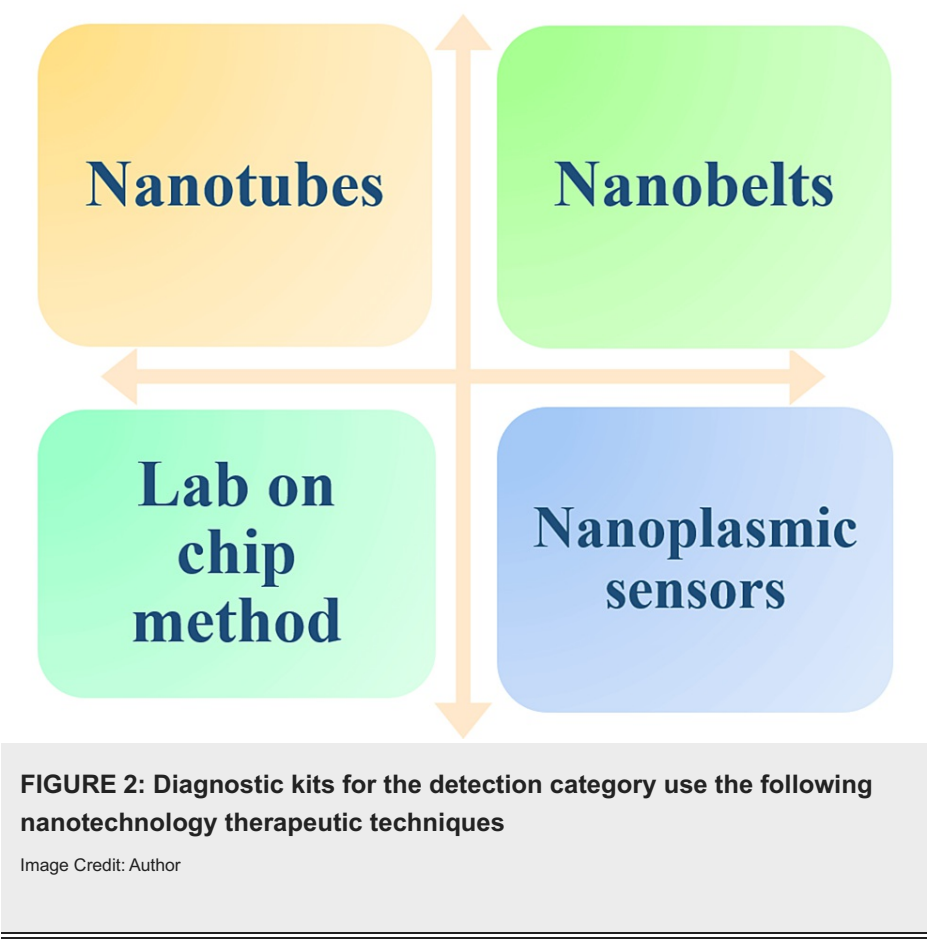 Nanotubes
Nanobelts
Lab on
chip
method
Nanoplasmic
sensors
FIGURE 2: Diagnostic kits for the detection category use the following
nanotechnology therapeutic techniques
Image Credit: Author